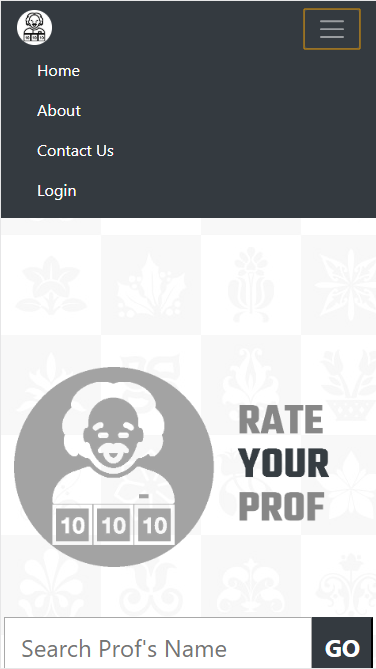 Home
About
Contact Us
Login
RATE
YOUR
PROF
10 10 10
Search Prof's Name
GO